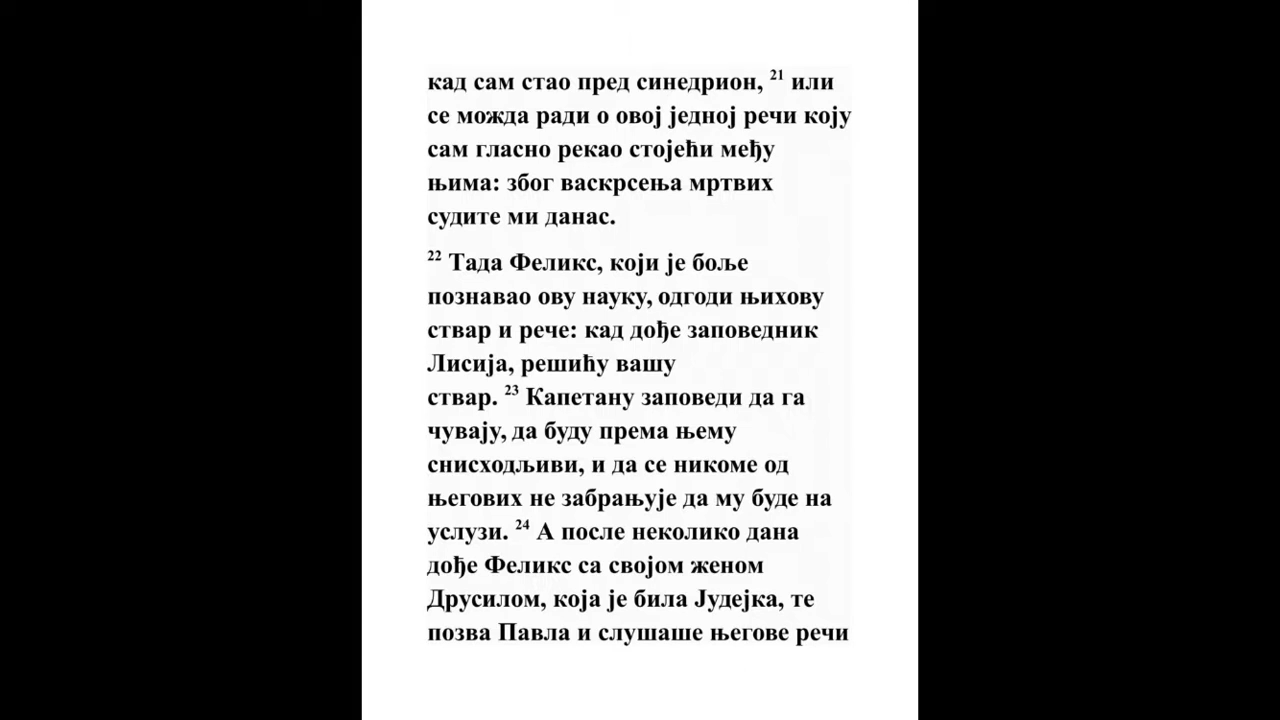 кад сам стао пред синедрион, 21 или
се можда ради о овој једној речи коју
сам гласно рекао стојећи међу
њима: због васкрсења мртвих
судите ми данас.
22 Тада Феликс, који је боље
познавао ову науку, одгоди њихову
ствар и рече: кад дође заповедник
Лисија, решићу вашу
ствар. 23 Капетану заповеди да га
чувају, да буду према њему
снисходљиви, и да се никоме од
његових не забрањује да му буде на
услузи. 24 А после неколико дана
дође Феликс са својом женом
Друсилом, која је била Јудејка, те
позва Павла и слушаше његове речи